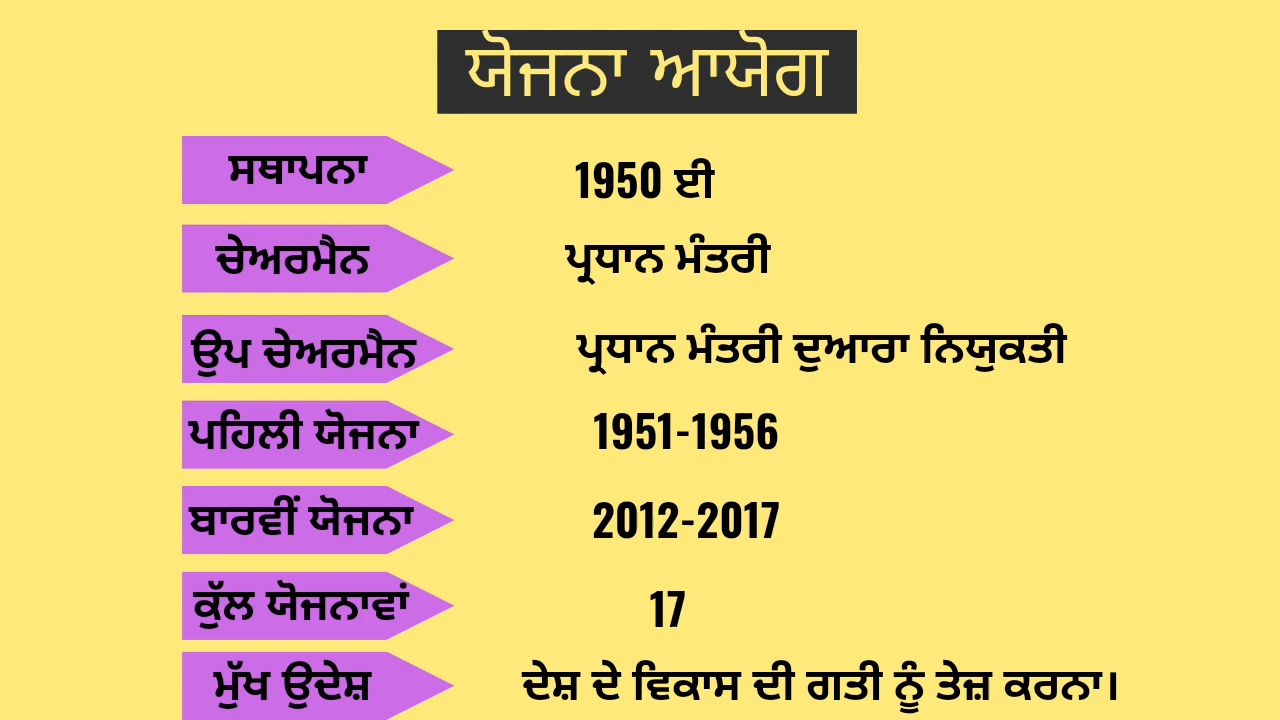 ਯੋਜਨਾ ਆਯੋਗ
ਸਥਾਪਨਾ 1950 ਈ
ਚੇਅਰਮੈਨ ਪ੍ਰਧਾਨ ਮੰਤਰੀ
ਉਪ ਚੇਅਰਮੈਨ ਪ੍ਰਧਾਨ ਮੰਤਰੀ ਦੁਆਰਾ ਨਿਯੁਕਤੀ
ਪਹਿਲੀ ਯੋਜਨਾ 1951-1956
ਬਾਰਵੀਂ ਯੋਜਨਾ 2012-2017
ਕੁੱਲ ਯੋਜਨਾਵਾਂ 17
ਮੁੱਖ ਉਦੇਸ਼ ਦੇਸ਼ ਦੇ ਵਿਕਾਸ ਦੀ ਗਤੀ ਨੂੰ ਤੇਜ਼ ਕਰਨਾ।